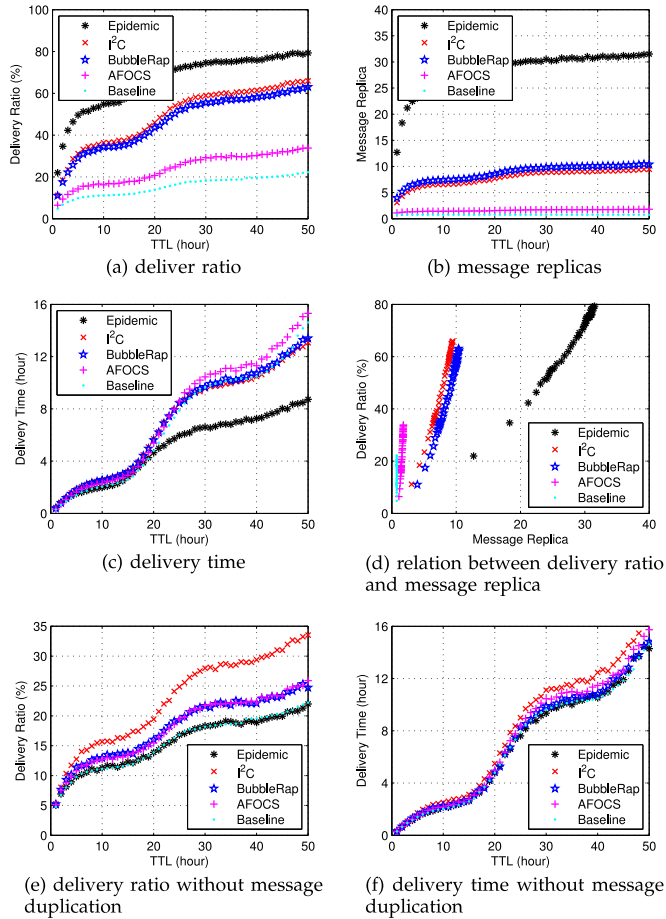 100
80
60
40
20
0
Delivery Ratio (%)
Epidemic
I²C
BubbleRap
AFOCS
Baseline
0 10 20 30 40 50
TTL (hour)
(a) deliver ratio
40
35
30
25
20
15
10
5
0
Message Replica
Epidemic
I²C
BubbleRap
AFOCS
Baseline
0 10 20 30 40 50
TTL (hour)
(b) message replicas
16
12
8
4
0
Delivery Time (hour)
Epidemic
I²C
BubbleRap
AFOCS
Baseline
0 10 20 30 40 50
TTL (hour)
(c) delivery time
80
60
40
20
0
Delivery Ratio (%)
Epidemic
I²C
BubbleRap
AFOCS
Baseline
0 10 20 30 40
Message Replica
(d) relation between delivery ratio
and message replica
35
30
25
20
15
10
5
0
Delivery Ratio (%)
Epidemic
I²C
BubbleRap
AFOCS
Baseline
0 10 20 30 40 50
TTL (hour)
(e) delivery ratio without message
duplication
16
12
8
4
0
Delivery Time (hour)
Epidemic
I²C
BubbleRap
AFOCS
Baseline
0 10 20 30 40 50
TTL (hour)
(f) delivery time without message
duplication